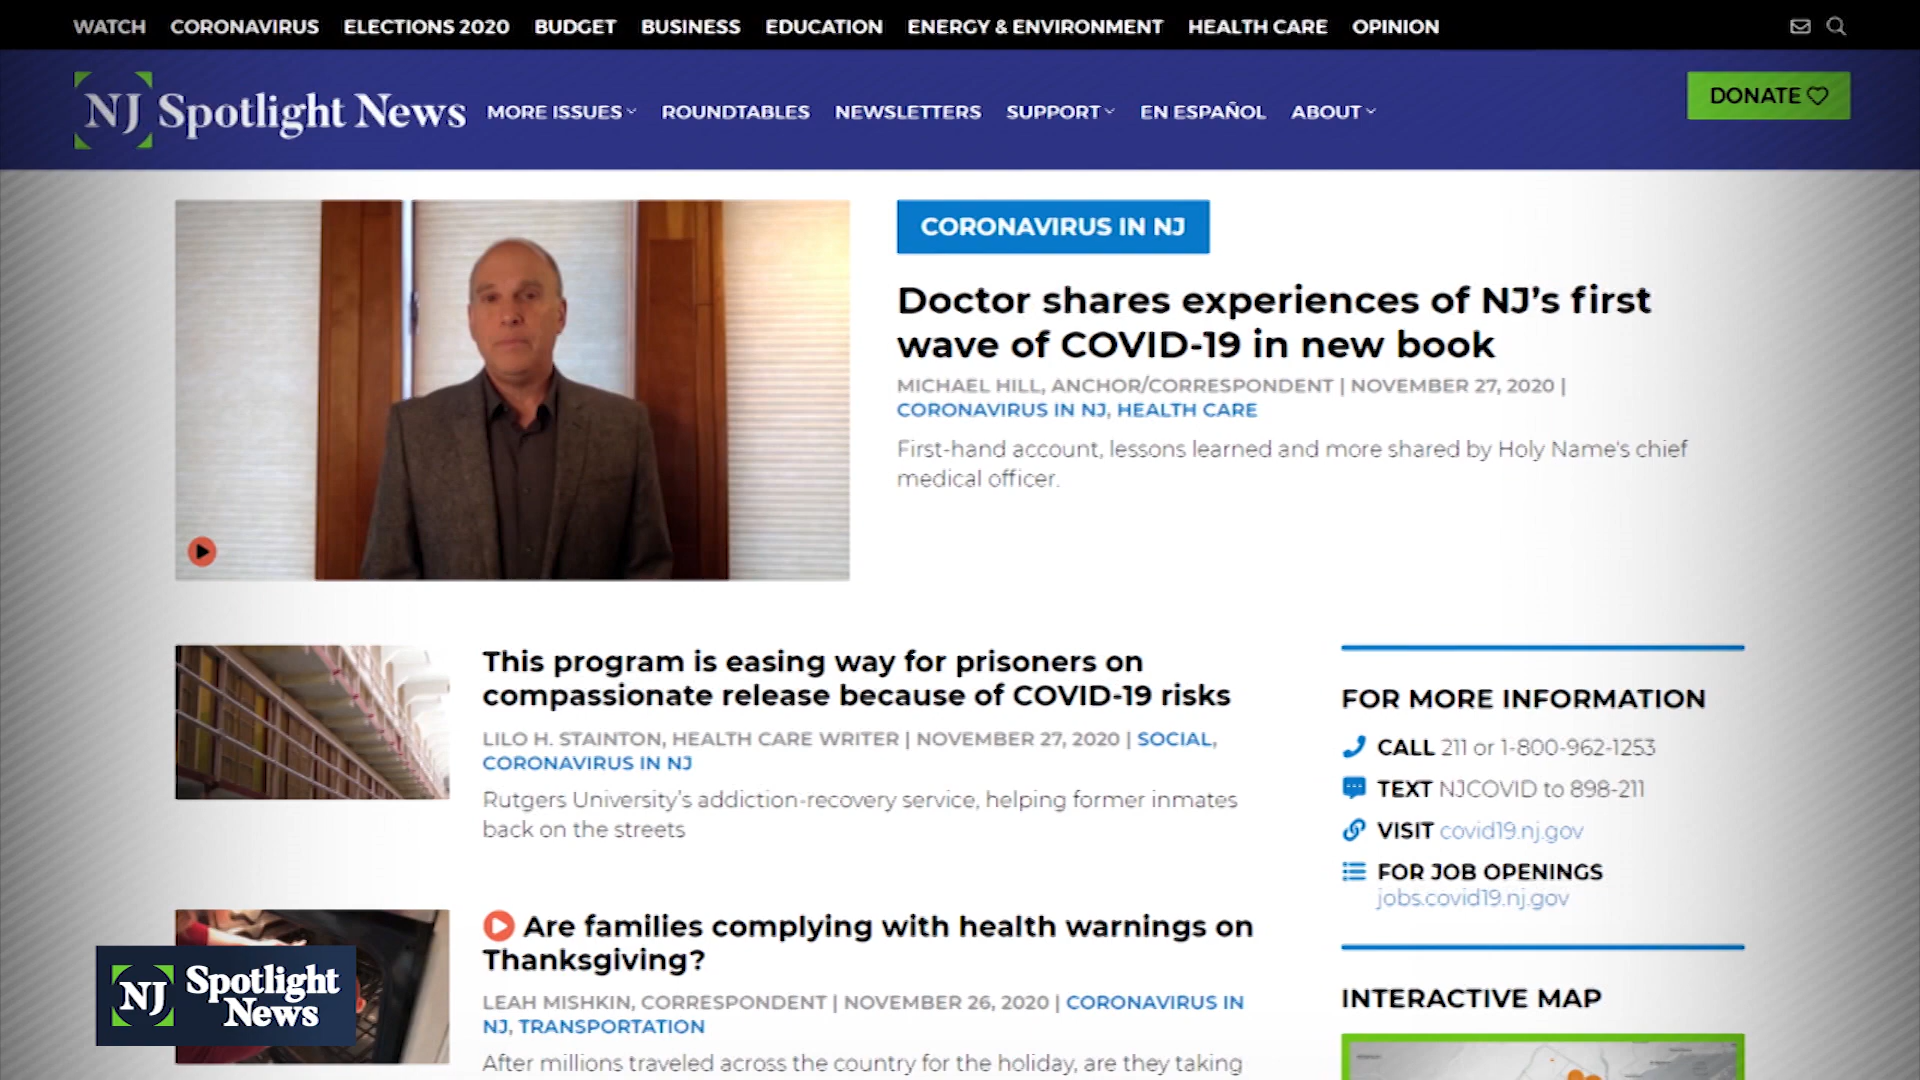 WATCH CORONAVIRUS ELECTIONS 2020 BUDGET BUSINESS EDUCATION ENERGY & ENVIRONMENT HEALTH CARE OPINION
NJ Spotlight News MORE ISSUES ROUNDTABLES NEWSLETTERS SUPPORT EN ESPAÑOL ABOUT DONATE
CORONAVIRUS IN NJ
Doctor shares experiences of NJ's first
wave of COVID-19 in new book
MICHAEL HILL, ANCHOR/CORRESPONDENT | NOVEMBER 27, 2020 |
CORONAVIRUS IN NJ, HEALTH CARE
First-hand account, lessons learned and more shared by Holy Name's chief
medical officer.
This program is easing way for prisoners on
compassionate release because of COVID-19 risks
LILO H. STAINTON, HEALTH CARE WRITER | NOVEMBER 27, 2020 | SOCIAL,
CORONAVIRUS IN NJ
Rutgers University's addiction-recovery service, helping former inmates
back on the streets
Are families complying with health warnings on
Thanksgiving?
LEAH MISHKIN, CORRESPONDENT | NOVEMBER 26, 2020 | CORONAVIRUS IN
NJ, TRANSPORTATION
After millions traveled across the country for the holiday, are they taking
FOR MORE INFORMATION
CALL 211 or 1-800-962-1253
TEXT NJCOVID to 898-211
VISIT covid19.nj.gov
FOR JOB OPENINGS
jobs.covid19.nj.gov
INTERACTIVE MAP
NJ Spotlight
News